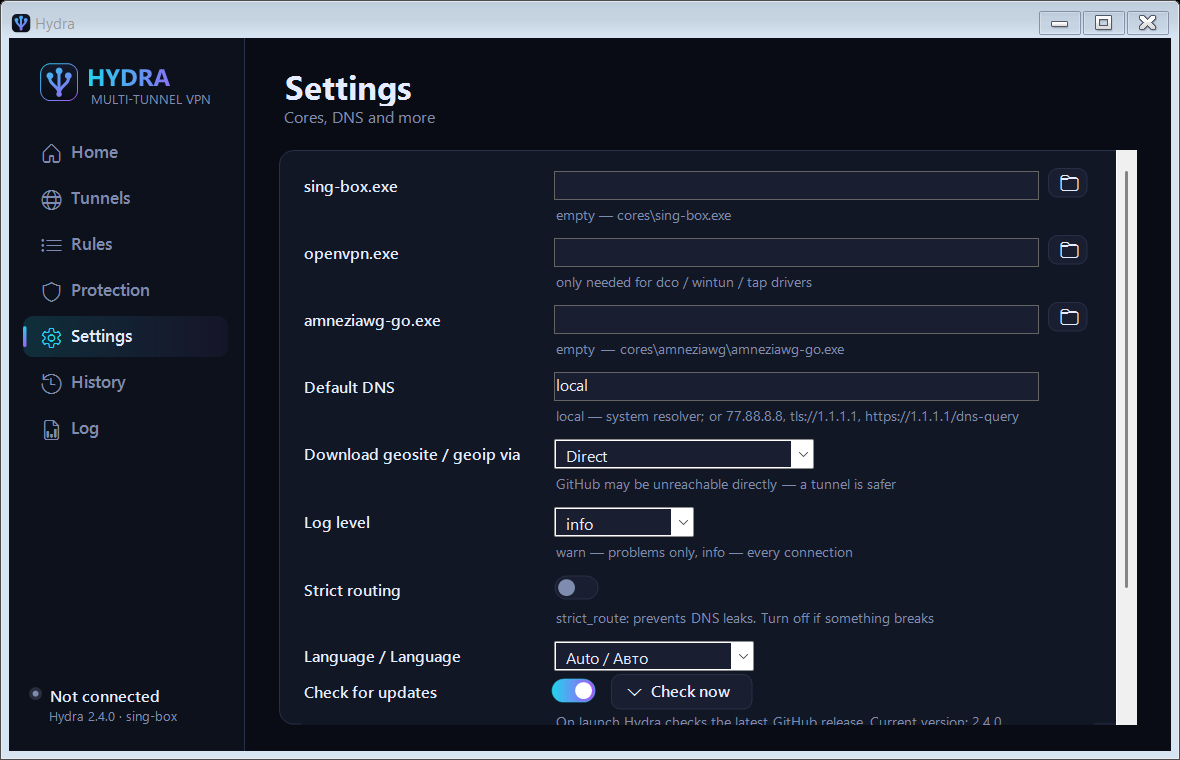 Hydra
HYDRA
MULTI-TUNNEL VPN
Home
Tunnels
Rules
Protection
Settings
History
Log
Not connected
Hydra 2.4.0 · sing-box
Settings
Cores, DNS and more
sing-box.exe
empty — cores\sing-box.exe
openvpn.exe
only needed for dco / wintun / tap drivers
amneziawg-go.exe
empty — cores\amneziawg\amneziawg-go.exe
Default DNS
local
local — system resolver; or 77.88.8.8, tls://1.1.1.1, https://1.1.1.1/dns-query
Download geosite / geoip via
Direct
GitHub may be unreachable directly — a tunnel is safer
Log level
info
warn — problems only, info — every connection
Strict routing
strict_route: prevents DNS leaks. Turn off if something breaks
Language / Language
Auto / Авто
Check for updates
Check now
On launch Hydra checks the latest GitHub release. Current version: 2.4.0